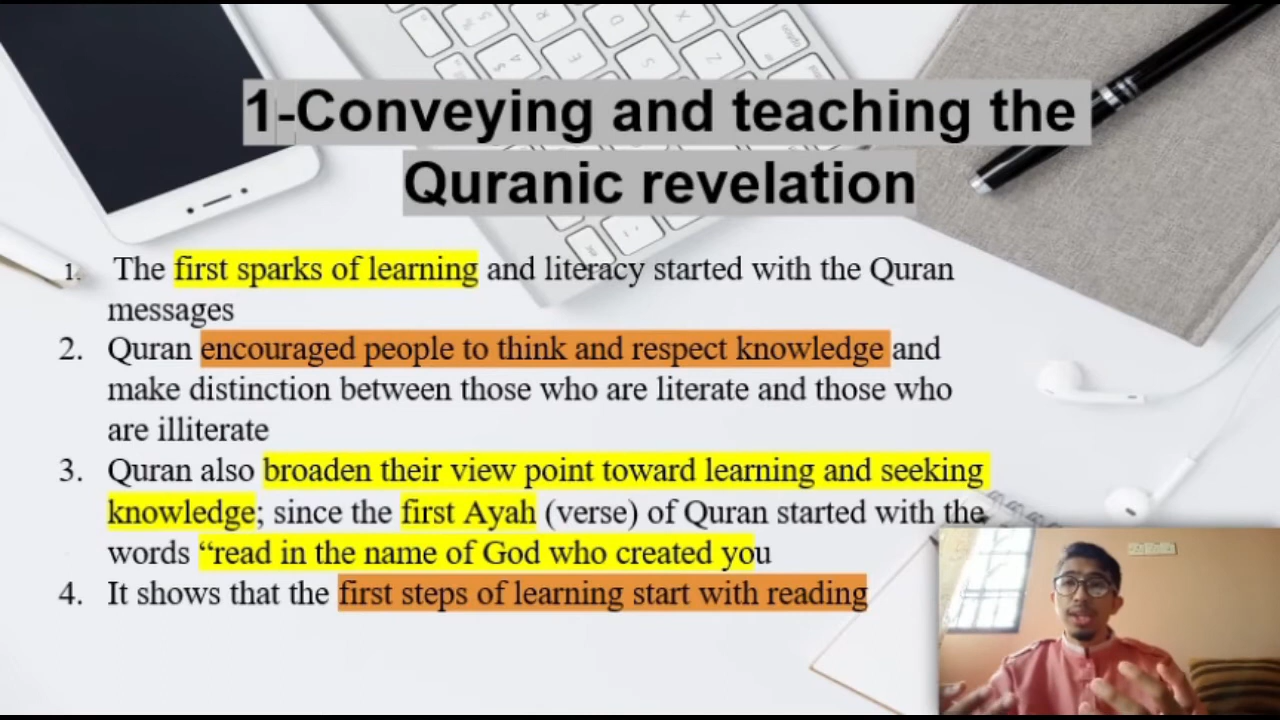 1-Conveying and teaching the
Quranic revelation
1. The first sparks of learning and literacy started with the Quran
messages
2. Quran encouraged people to think and respect knowledge and
make distinction between those who are literate and those who
are illiterate
3. Quran also broaden their view point toward learning and seeking
knowledge; since the first Ayah (verse) of Quran started with the
words “read in the name of God who created you
4. It shows that the first steps of learning start with reading